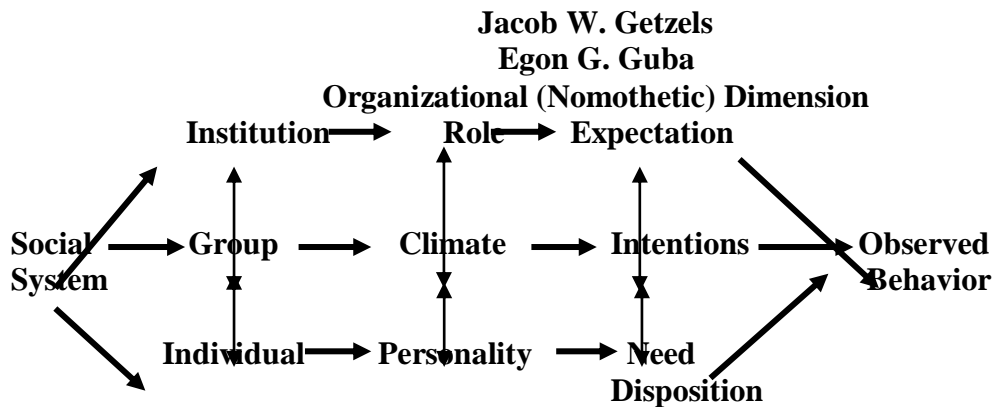 Jacob W. Getzels
Egon G. Guba
Organizational (Nomothetic) Dimension
Institution Role Expectation
Social Group Climate Intentions Observed
System Behavior
Individual Personality Need
Disposition